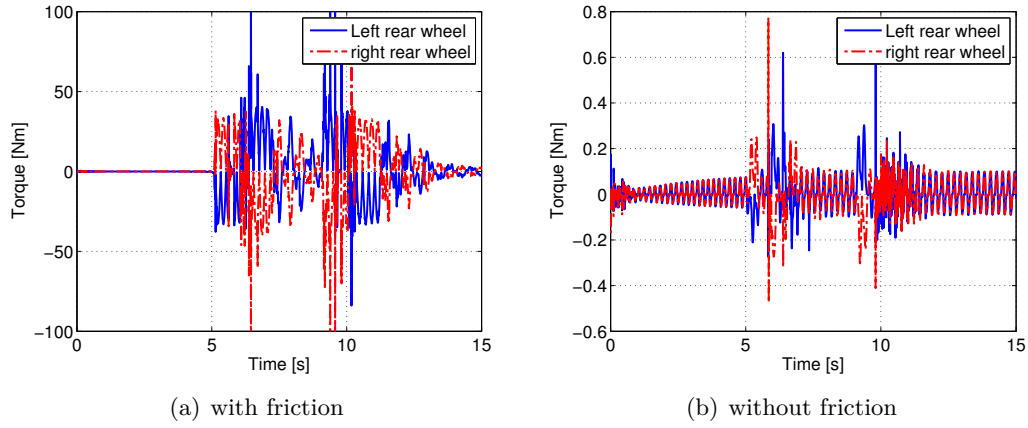 100
50
0
−50
−100
Torque [Nm]
0
5
10
15
Time [s]
Left rear wheel
right rear wheel
(a) with friction
0.8
0.6
0.4
0.2
0
−0.2
−0.4
−0.6
Torque [Nm]
0
5
10
15
Time [s]
Left rear wheel
right rear wheel
(b) without friction